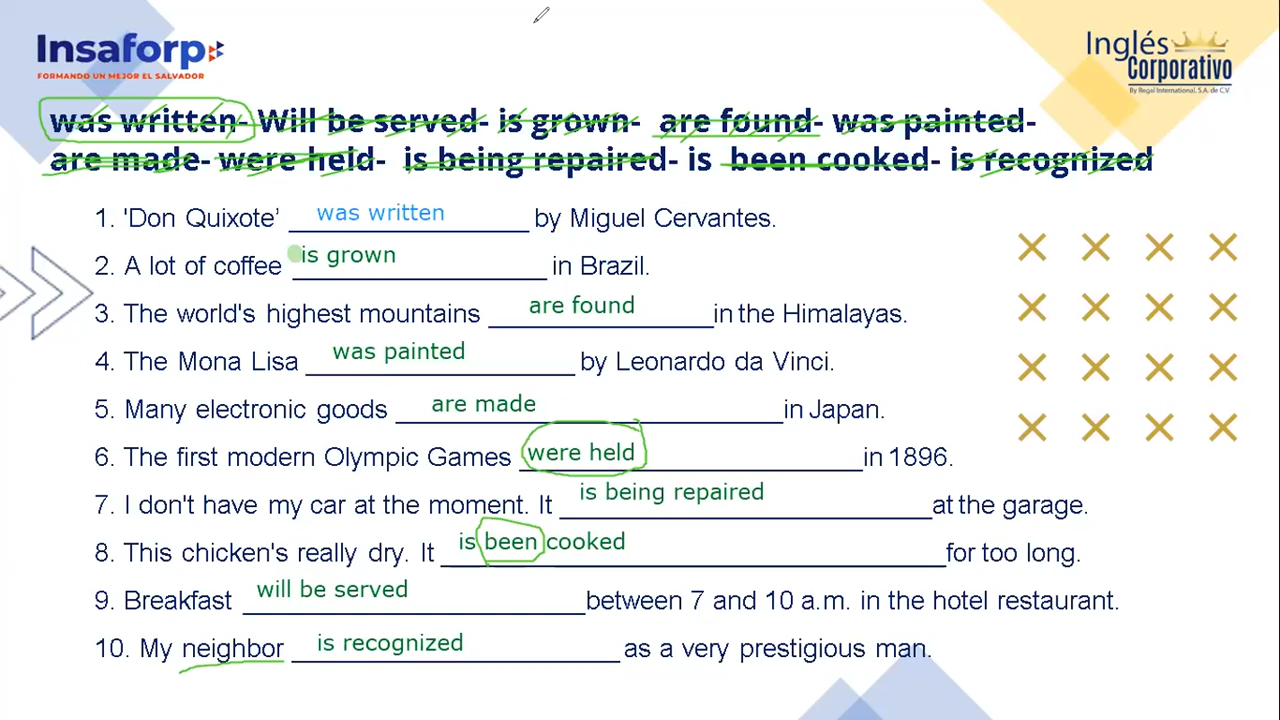 Insaforp
FORMANDO UN MEJOR EL SALVADOR
Inglés
Corporativo
By Regal International, S.A. de C.V
was written- Will be served- is grown- are found- was painted-
are made- were held- is being repaired- is been cooked- is recognized
1. 'Don Quixote’ was written by Miguel Cervantes.
2. A lot of coffee is grown in Brazil.
3. The world's highest mountains are found in the Himalayas.
4. The Mona Lisa was painted by Leonardo da Vinci.
5. Many electronic goods are made in Japan.
6. The first modern Olympic Games were held in 1896.
7. I don't have my car at the moment. It is being repaired at the garage.
8. This chicken's really dry. It is been cooked for too long.
9. Breakfast will be served between 7 and 10 a.m. in the hotel restaurant.
10. My neighbor is recognized as a very prestigious man.